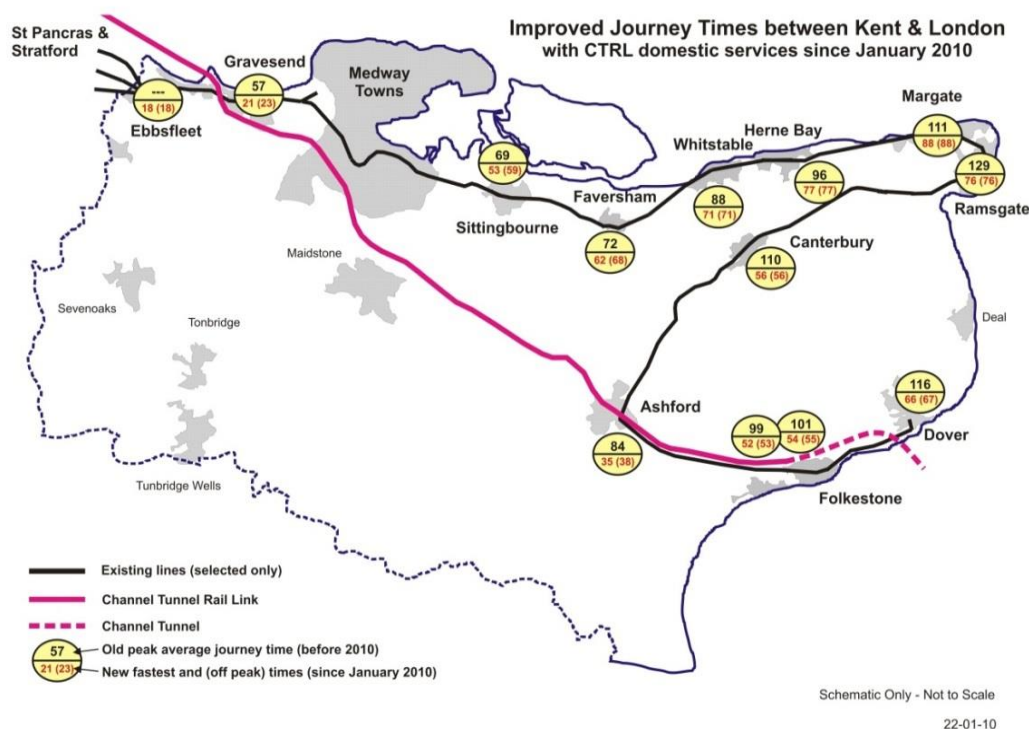 Improved Journey Times between Kent & London
with CTRL domestic services since January 2010
St Pancras &
Stratford
---
18 (18)
Ebbsfleet
Gravesend
57
21 (23)
Medway
Towns
69
53 (59)
Sittingbourne
Faversham
72
62 (68)
Whitstable
88
71 (71)
Herne Bay
96
77 (77)
Margate
111
88 (88)
129
76 (76)
Ramsgate
Canterbury
110
56 (56)
Maidstone
Sevenoaks
Tonbridge
Tunbridge Wells
Deal
Ashford
84
35 (38)
99
52 (53)
101
54 (55)
Folkestone
116
66 (67)
Dover
Existing lines (selected only)
Channel Tunnel Rail Link
Channel Tunnel
57
21 (23)
Old peak average journey time (before 2010)
New fastest and (off peak) times (since January 2010)
Schematic Only - Not to Scale
22-01-10